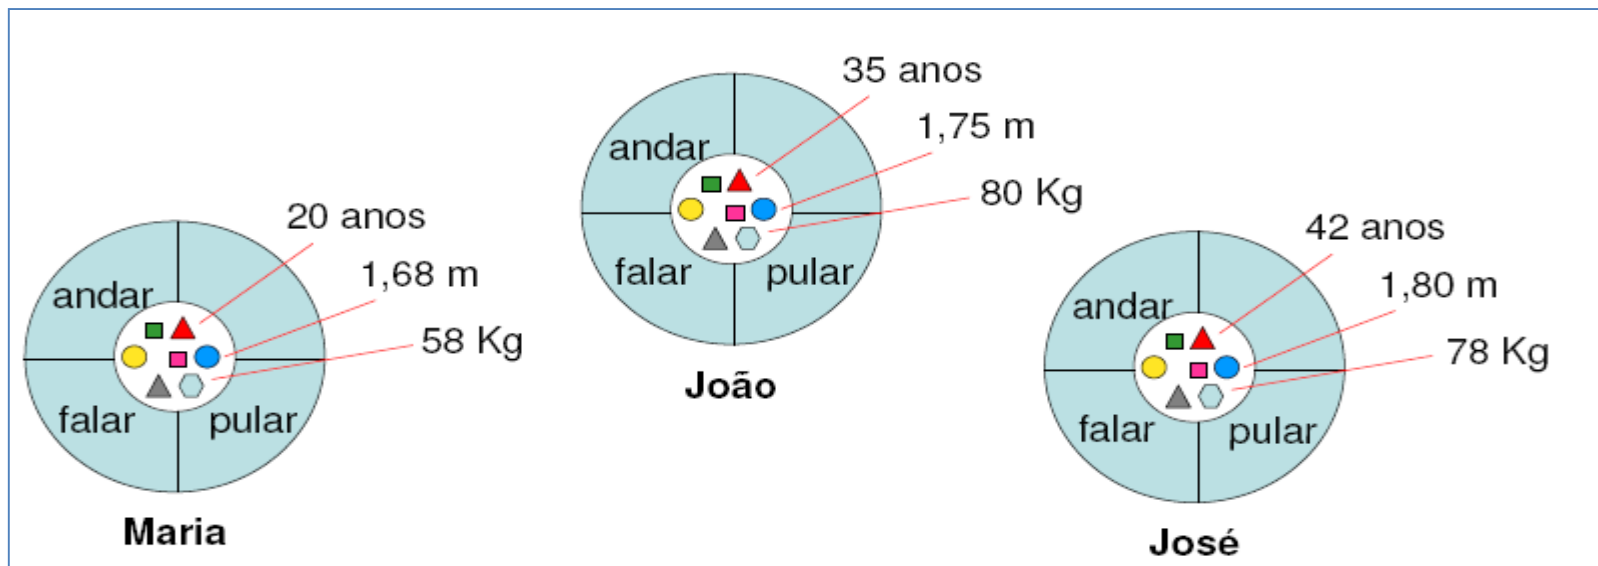 20 anos
1,68 m
58 Kg
andar
falar
pular
Maria
35 anos
1,75 m
80 Kg
andar
falar
pular
João
42 anos
1,80 m
78 Kg
andar
falar
pular
José